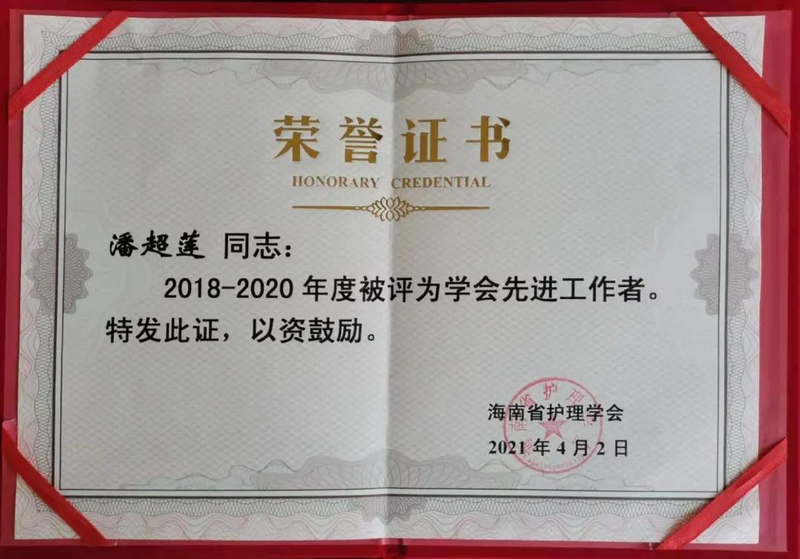 荣誉证书
HONORARY CREDENTIAL
潘超莲 同志：
2018-2020 年度被评为学会先进工作者。
特发此证，以资鼓励。
海南省护理学会
2021 年 4 月 2 日